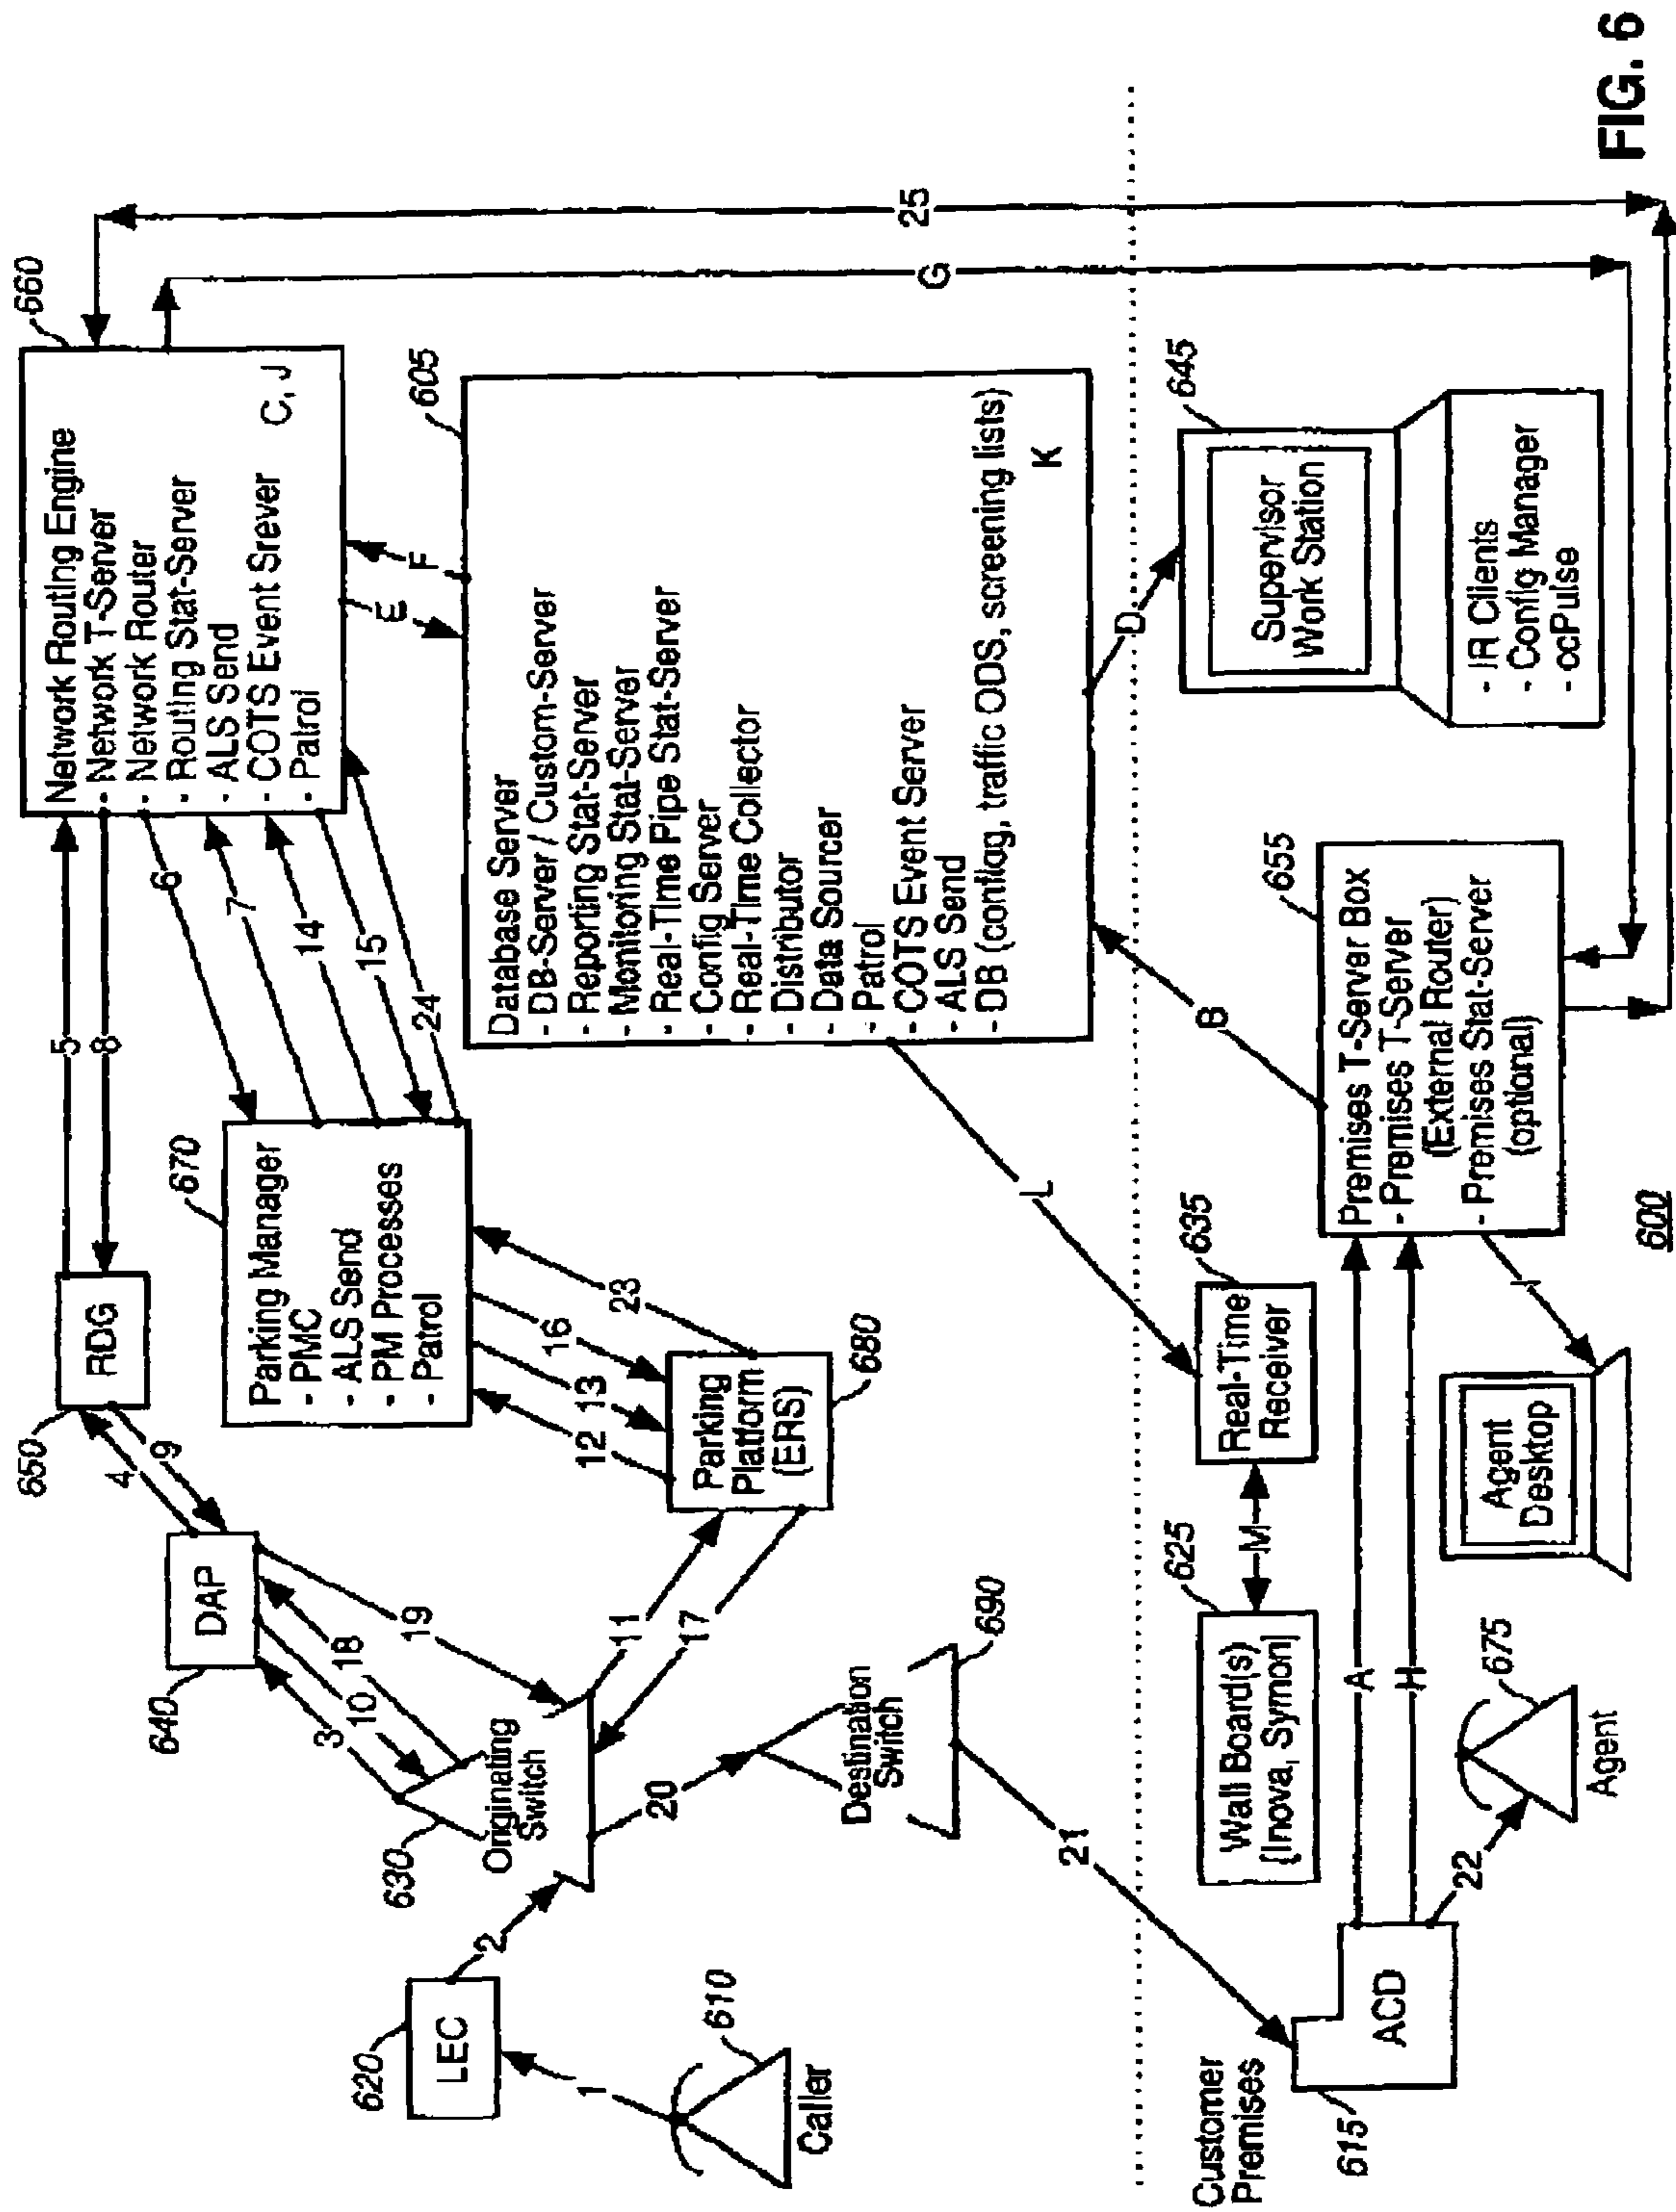 660
Network Routing Engine
- Network T-Server
- Network Router
- Routing Stat-Server
- ALS Send
- COTS Event Srever
- Patrol
C, J
5
8
RDG
650
4
9
DAP
640
3
10
18
19
Originating
Switch
630
2
LEC
620
1
610
Caller
6
7
14
15
24
670
Parking Manager
- PMC
- ALS Send
- PM Processes
- Patrol
12
13
16
23
Parking
Platform
(ERS)
680
11
17
20
Destination
Switch
690
21
E
F
605
Database Server
- DB-Server / Custom-Server
- Reporting Stat-Server
- Monitoring Stat-Server
- Real-Time Pipe Stat-Server
- Config Server
- Real-Time Collector
- Distributor
- Data Sourcer
- Patrol
- COTS Event Server
- ALS Send
- DB (conflag, traffic ODS, screening lists)
K
25
G
D
B
L
Customer
Premises
615
ACD
625
Wall Board(s)
[Inova, Symon]
M
635
Real-Time
Receiver
A
H
22
675
Agent
Agent
Desktop
I
655
Premises T-Server Box
- Premises T-Server
(External Router)
- Premises Stat-Server
(optional)
645
Supervisor
Work Station
- IR Clients
- Config Manager
- ccPulse
600
FIG. 6